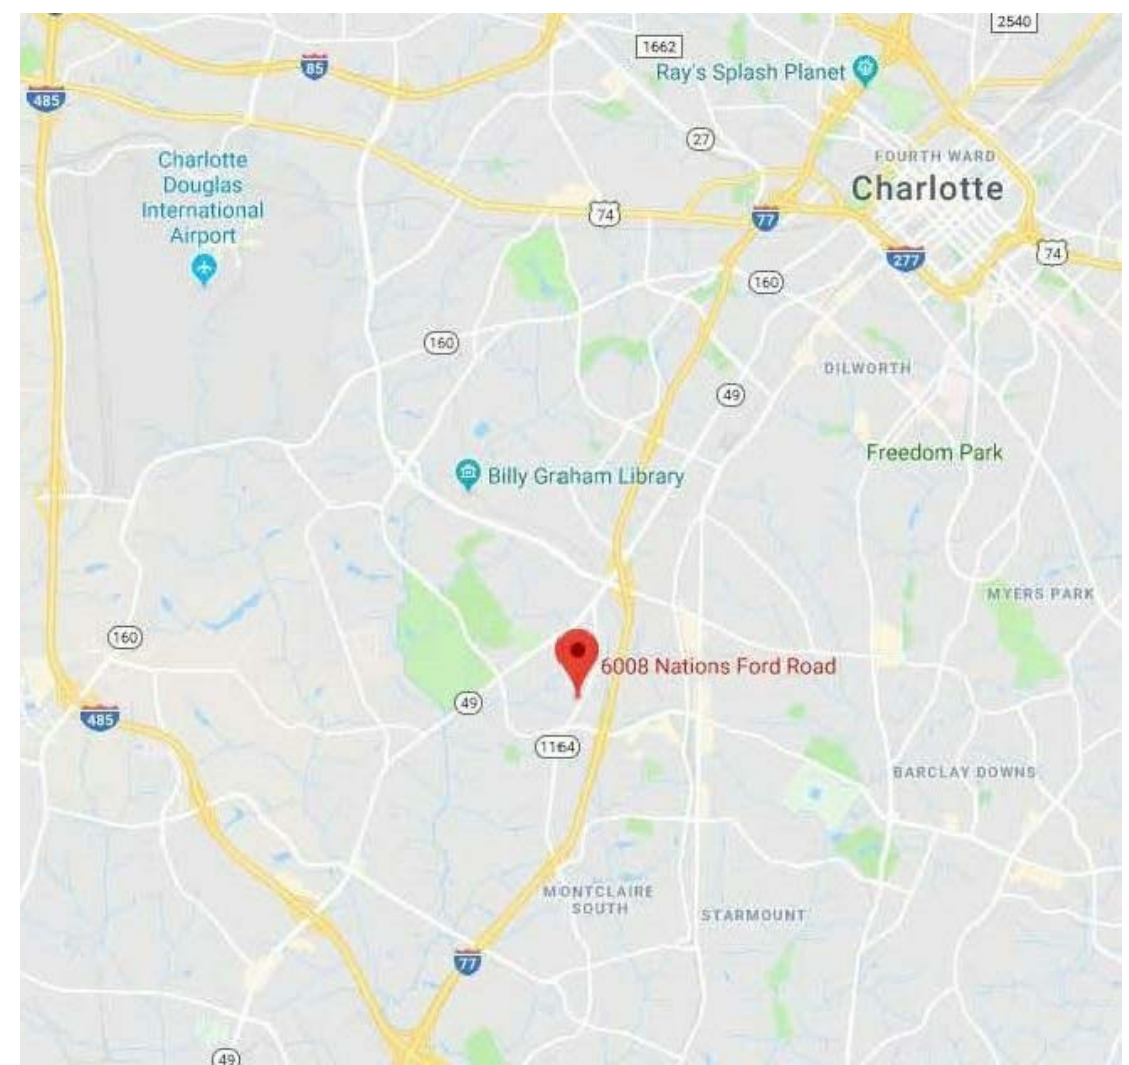 2540
1662
85
Ray's Splash Planet
485
27
Charlotte
Douglas
International
Airport
FOURTH WARD
Charlotte
74
77
74
277
160
160
DILWORTH
49
Freedom Park
Billy Graham Library
MYERS PARK
160
6008 Nations Ford Road
49
485
1164
BARCLAY DOWNS
MONTCLAIRE
SOUTH
STARMOUNT
77
49